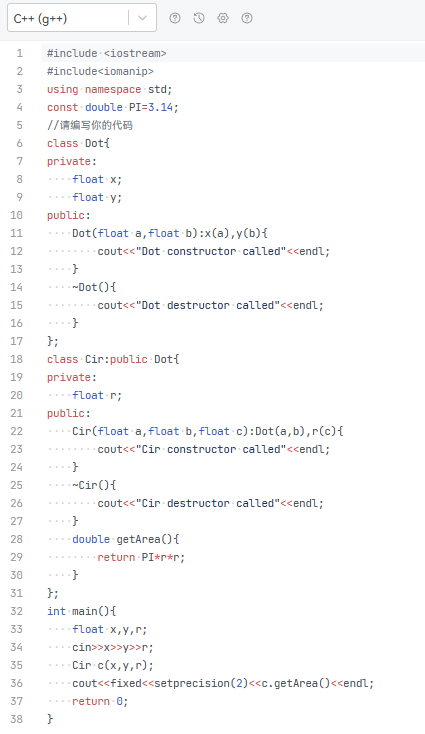 C++ (g++)
1 #include <iostream>
2 #include<iomanip>
3 using namespace std;
4 const double PI=3.14;
5 //请编写你的代码
6 class Dot{
7 private:
8 ····float x;
9 ····float y;
10 public:
11 ····Dot(float a,float b):x(a),y(b){
12 ········cout<<"Dot constructor called"<<endl;
13 ····}
14 ····~Dot(){
15 ········cout<<"Dot destructor called"<<endl;
16 ····}
17 };
18 class Cir:public Dot{
19 private:
20 ····float r;
21 public:
22 ····Cir(float a,float b,float c):Dot(a,b),r(c){
23 ········cout<<"Cir constructor called"<<endl;
24 ····}
25 ····~Cir(){
26 ········cout<<"Cir destructor called"<<endl;
27 ····}
28 ····double getArea(){
29 ········return PI*r*r;
30 ····}
31 };
32 int main(){
33 ····float x,y,r;
34 ····cin>>x>>y>>r;
35 ····Cir c(x,y,r);
36 ····cout<<fixed<<setprecision(2)<<c.getArea()<<endl;
37 ····return 0;
38 }